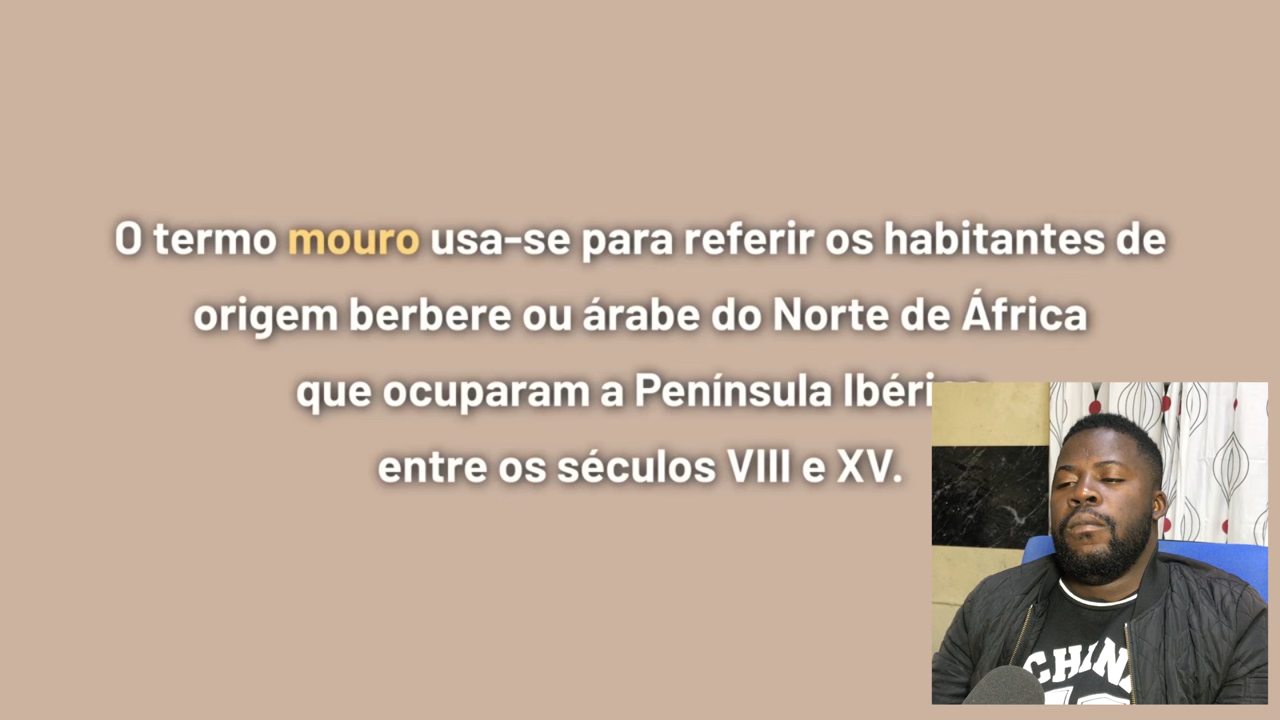 O termo mouro usa-se para referir os habitantes de
origem berbere ou árabe do Norte de África
que ocuparam a Península
entre os séculos VIII e XV.